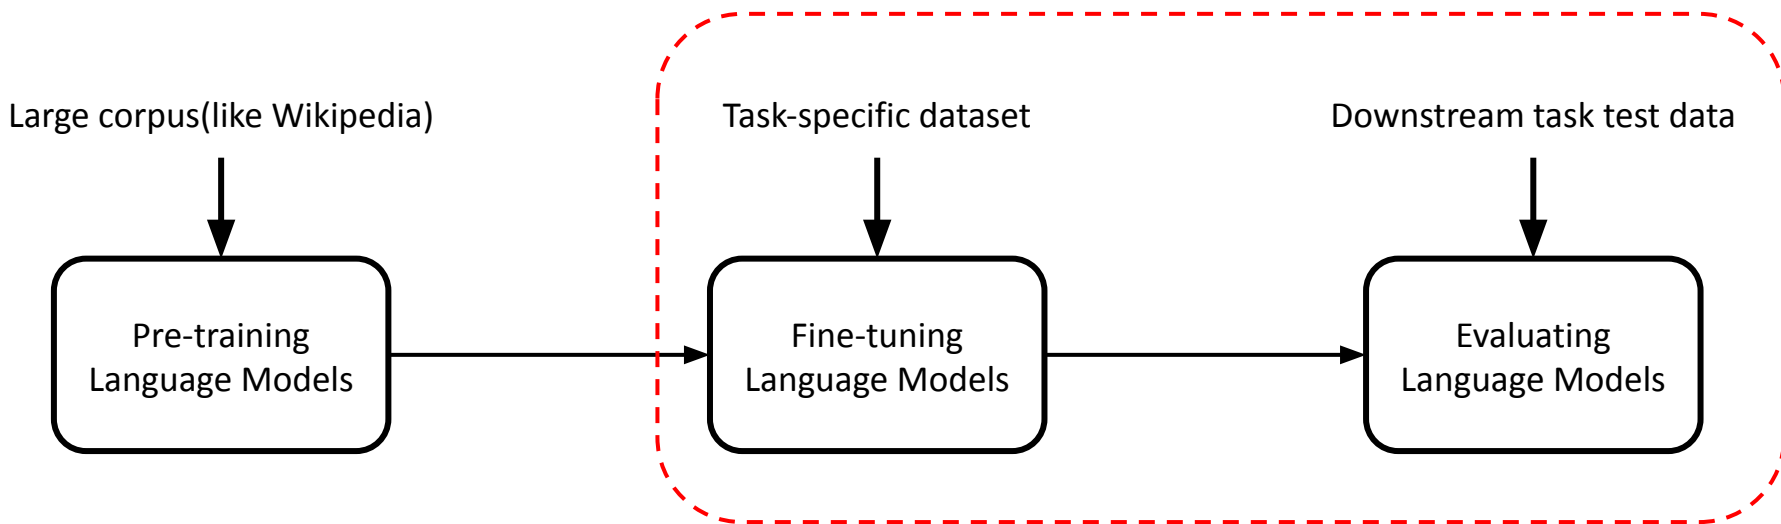 Large corpus(like Wikipedia)
Task-specific dataset
Downstream task test data
Pre-training
Language Models
Fine-tuning
Language Models
Evaluating
Language Models